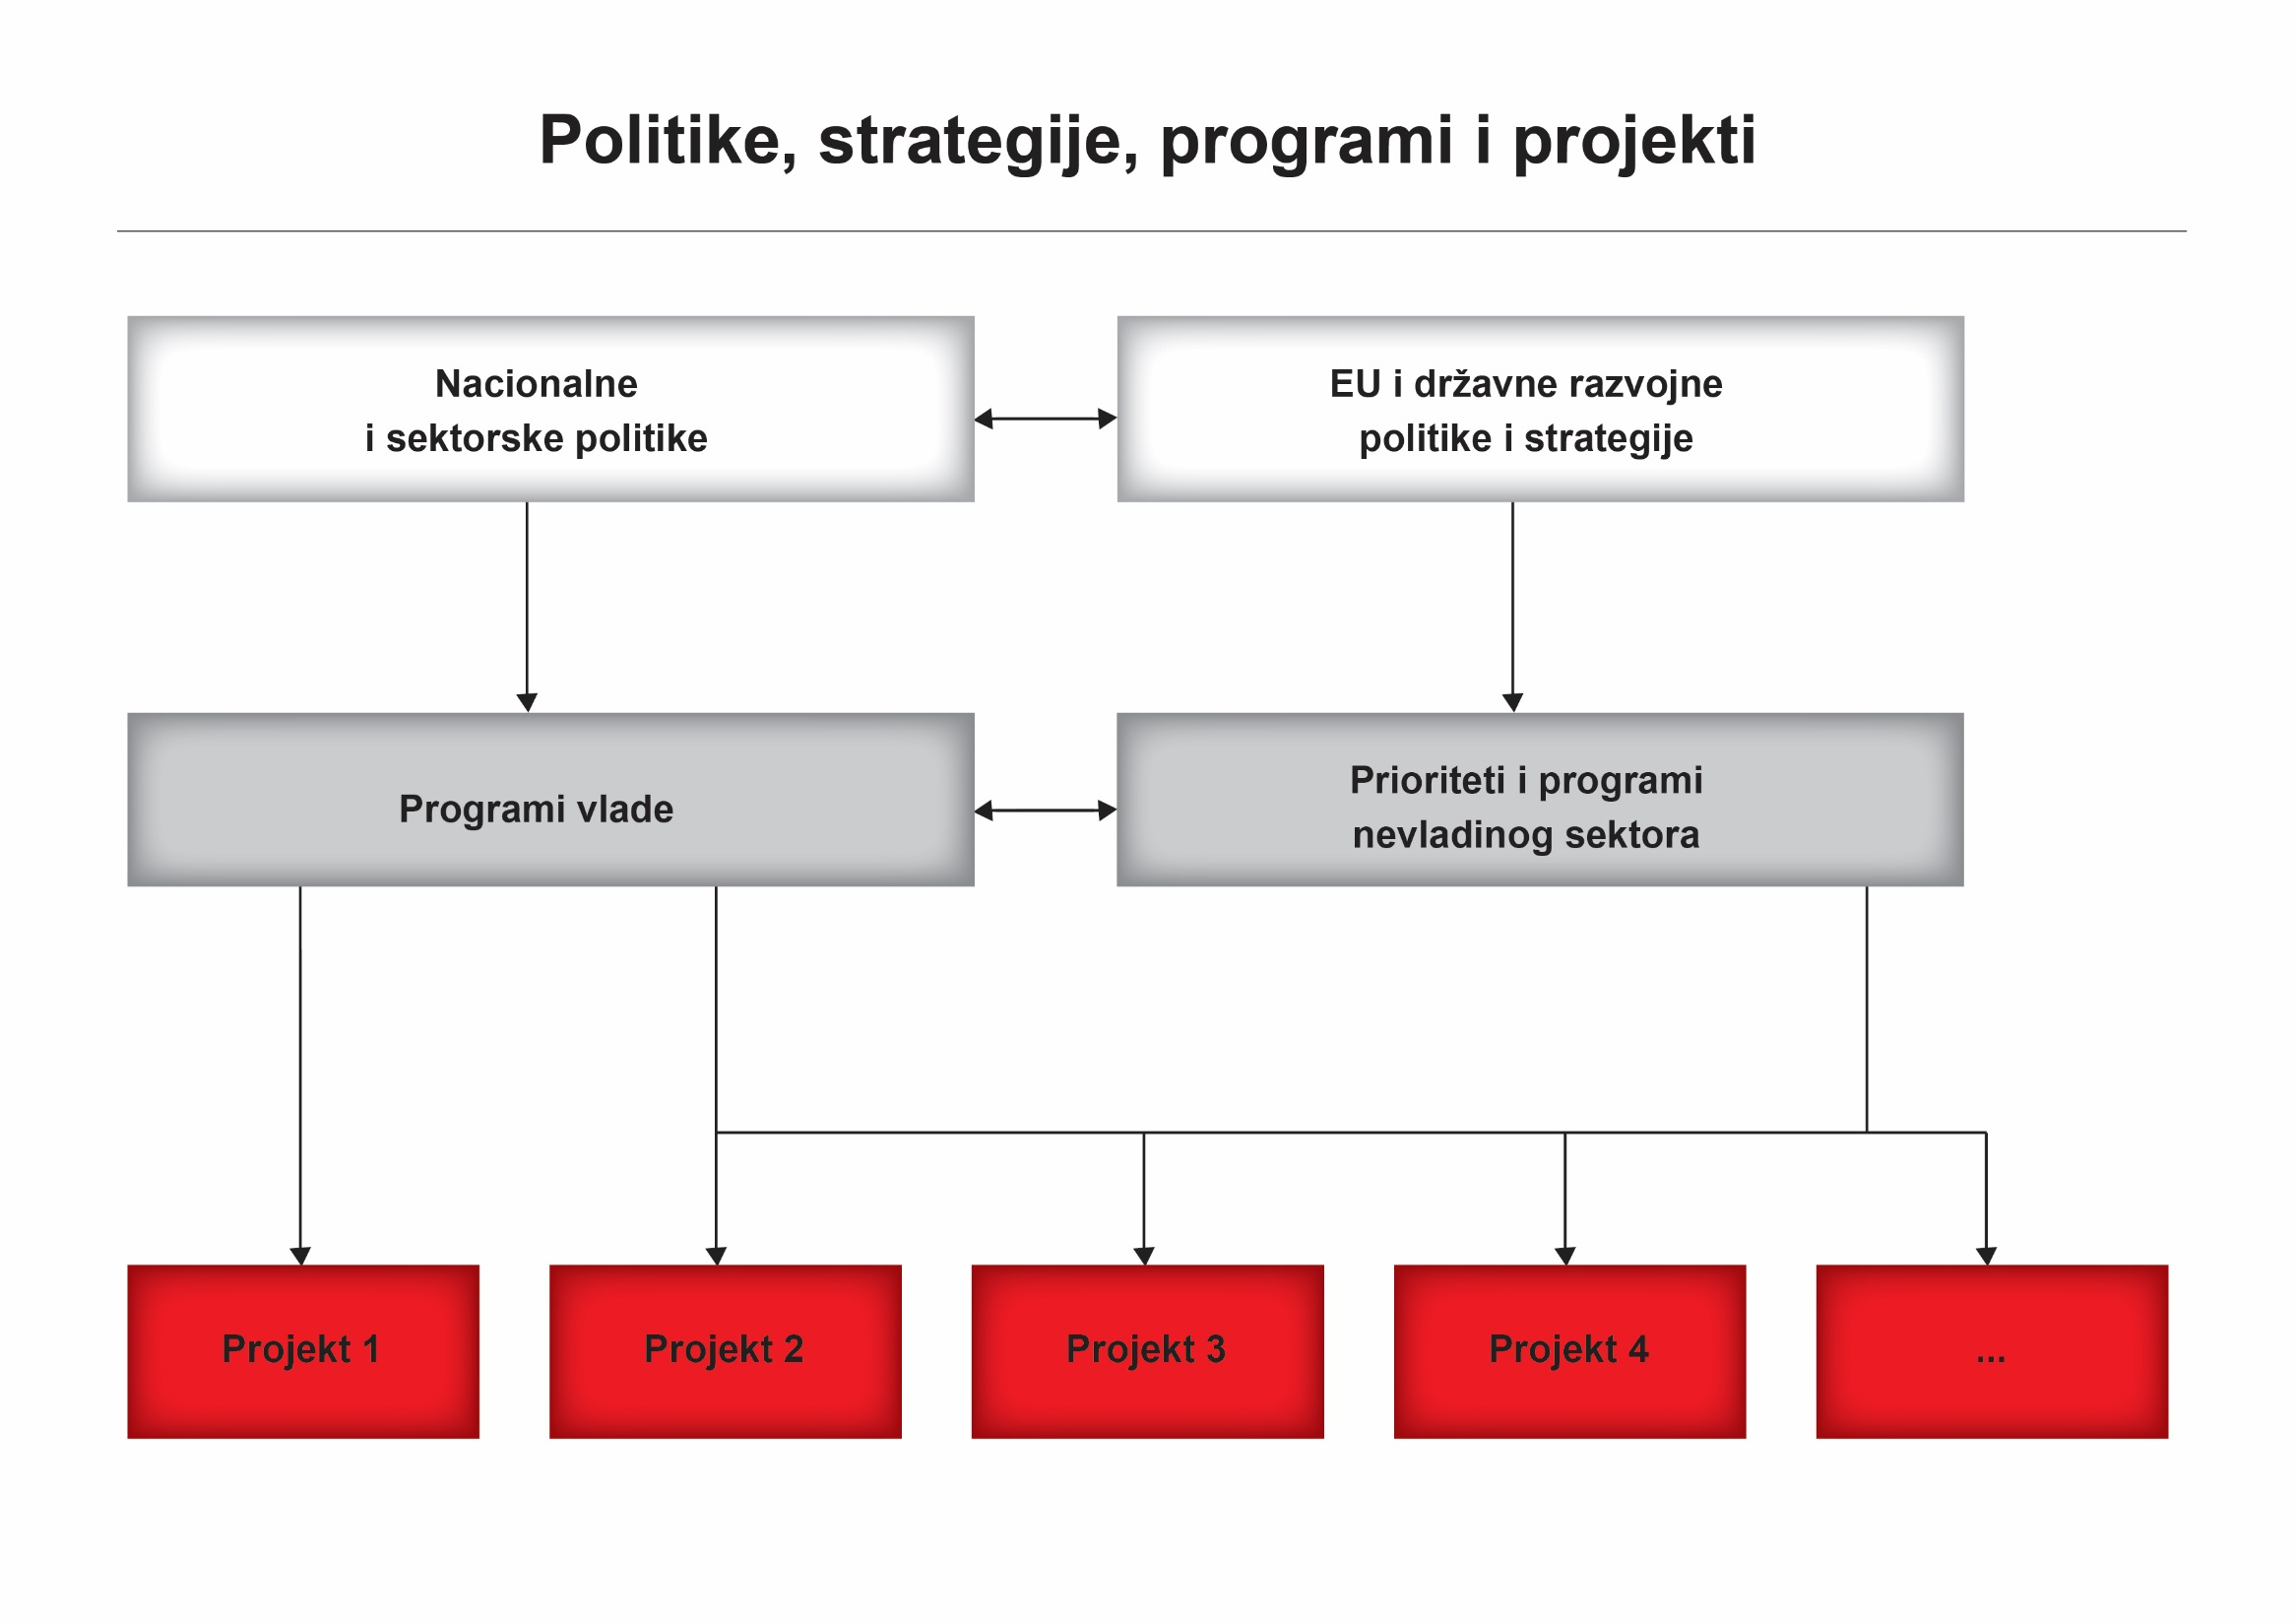 Politike, strategije, programi i projekti
Nacionalne
i sektorske politike
EU i državne razvojne
politike i strategije
Programi vlade
Prioriteti i programi
nevladinog sektora
Projekt 1
Projekt 2
Projekt 3
Projekt 4
...